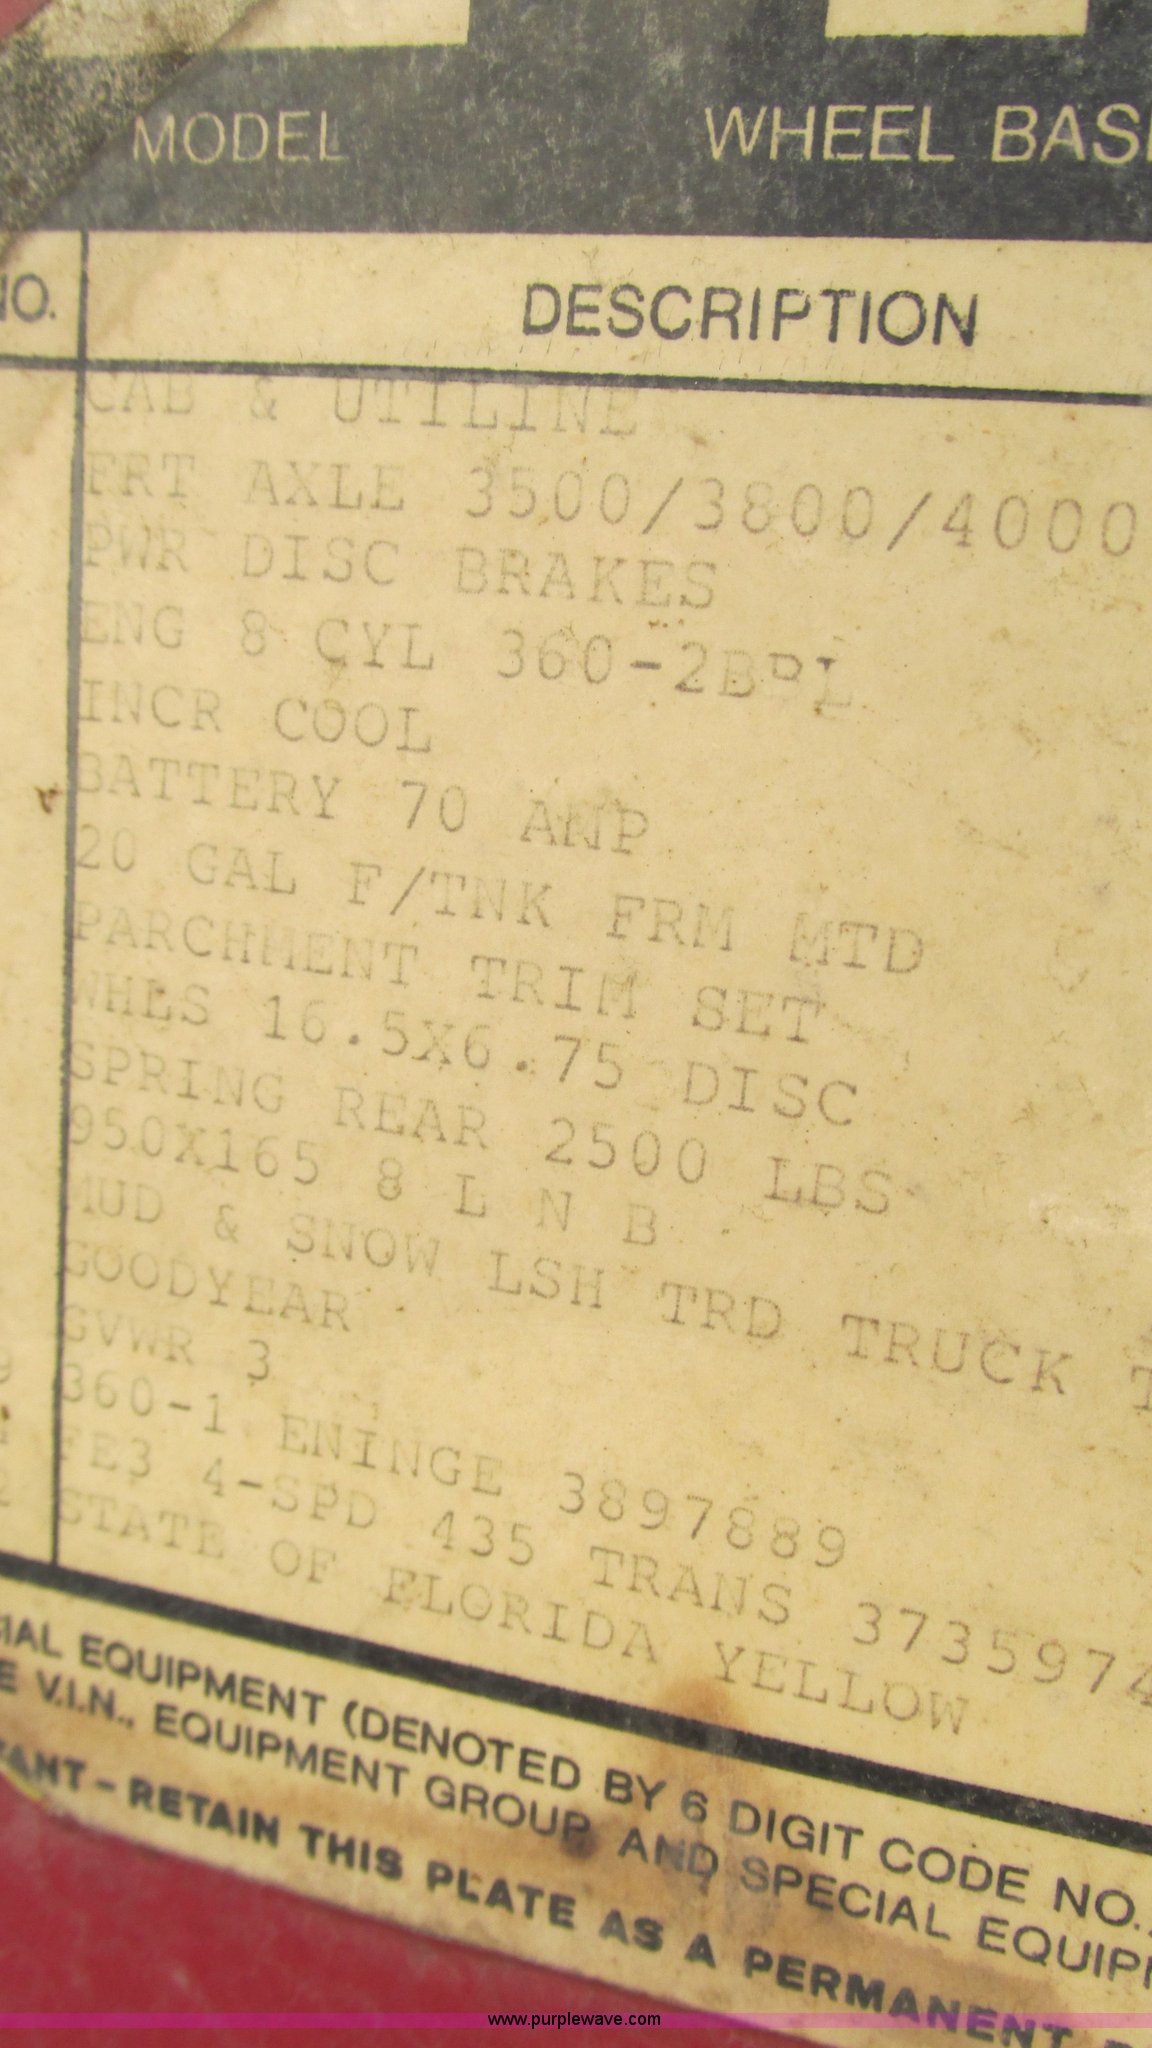 MODEL WHEEL BAS
NO. DESCRIPTION
CAB & UTILINE
FRT AXLE 3500/3800/4000
PWR DISC BRAKES
ENG 8 CYL 360-2BBL
INCR COOL
BATTERY 70 AMP
20 GAL F/TNK FRM MTD
PARCHMENT TRIM SET
WHLS 16.5X6.75 DISC
SPRING REAR 2500 LBS
950X165 8 L N B
MUD & SNOW LSH TRD TRUCK T
GOODYEAR
GVWR 3
9 360-1 ENINGE 3897889
FE3 4-SPD 435 TRANS 3735974
2 STATE OF FLORIDA YELLOW
CIAL EQUIPMENT (DENOTED BY 6 DIGIT CODE NO.
E V.I.N., EQUIPMENT GROUP AND SPECIAL EQUIP
TANT - RETAIN THIS PLATE AS A PERMANENT
www.purplewave.com